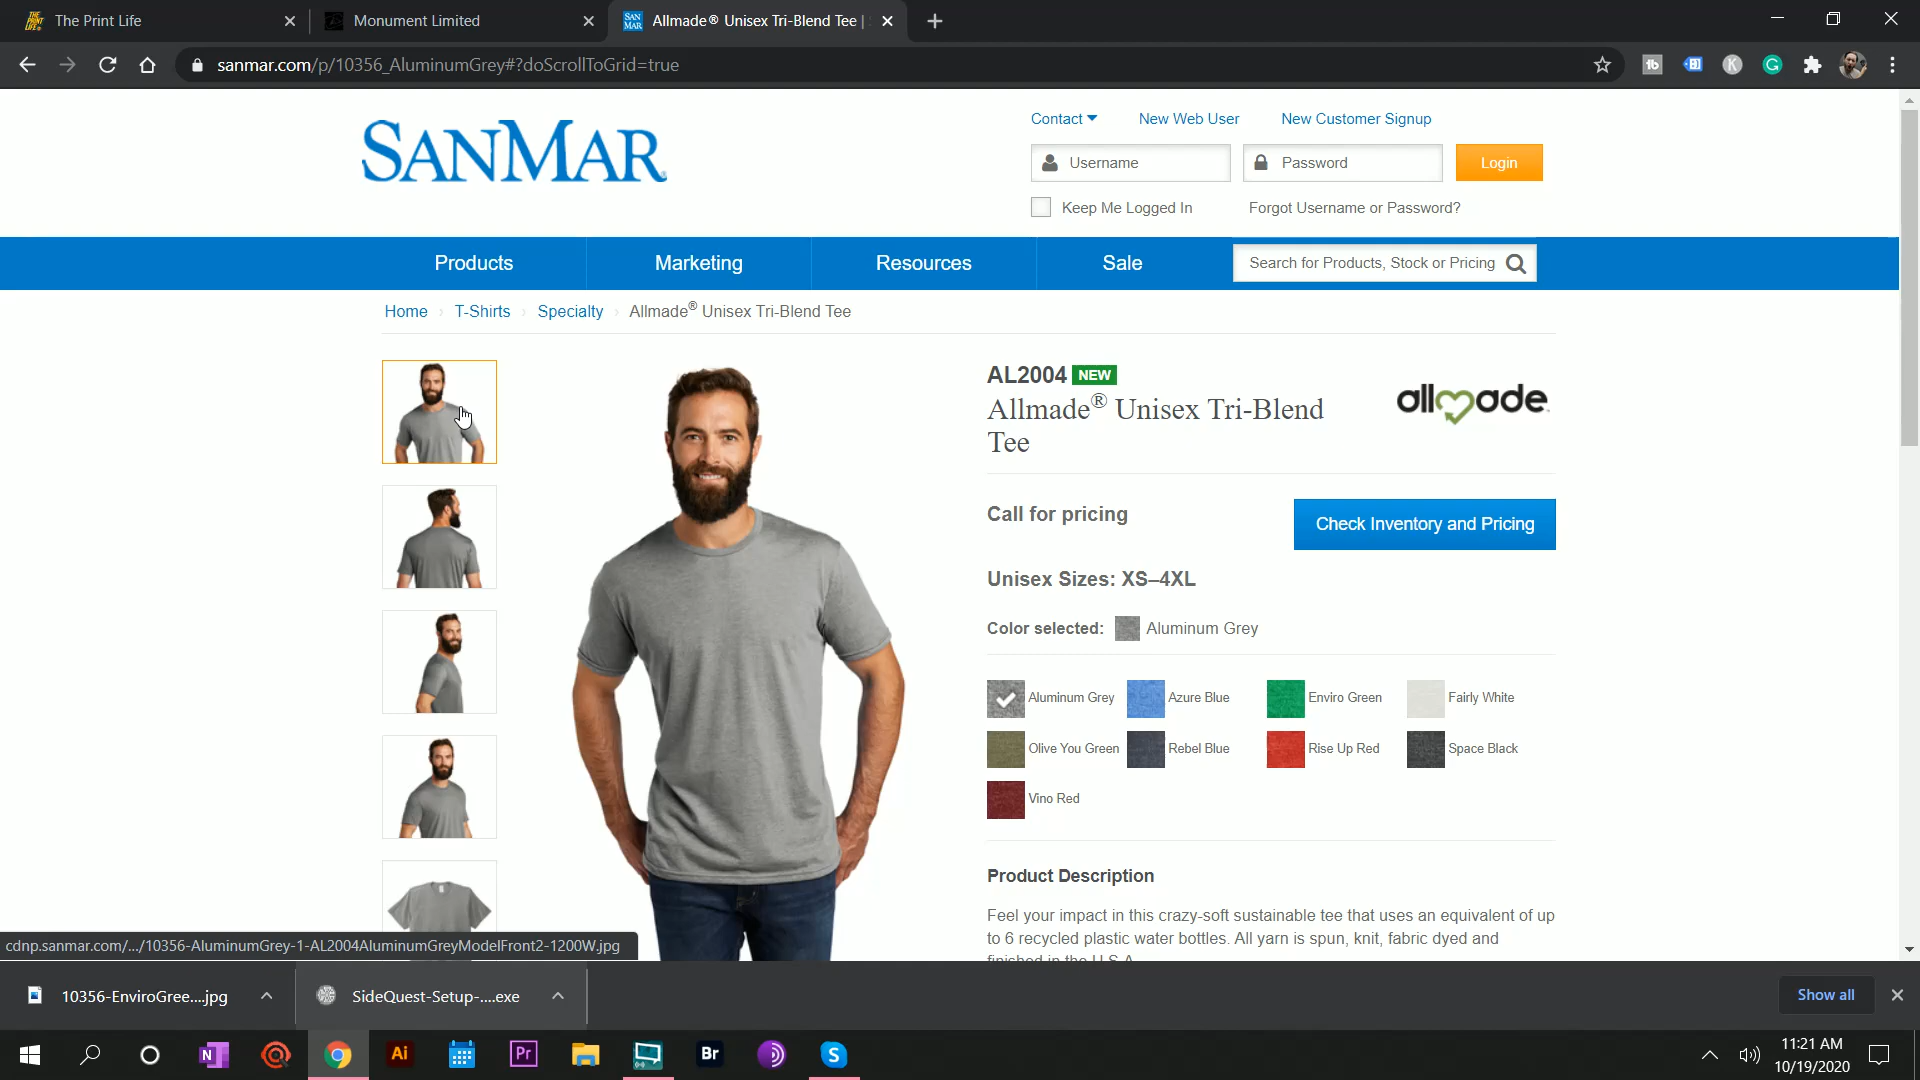 The Print Life
Monument Limited
SAN MAR
Allmade® Unisex Tri-Blend Tee |
sanmar.com/p/10356_AluminumGrey#?doScrollToGrid=true
SANMAR
Contact
New Web User
New Customer Signup
Username
Password
Login
Keep Me Logged In
Forgot Username or Password?
Products
Marketing
Resources
Sale
Search for Products, Stock or Pricing
Home
T-Shirts
Specialty
Allmade® Unisex Tri-Blend Tee
AL2004 NEW
Allmade® Unisex Tri-Blend
Tee
allmade.
Call for pricing
Check Inventory and Pricing
Unisex Sizes: XS–4XL
Color selected: Aluminum Grey
Aluminum Grey
Azure Blue
Enviro Green
Fairly White
Olive You Green
Rebel Blue
Rise Up Red
Space Black
Vino Red
Product Description
Feel your impact in this crazy-soft sustainable tee that uses an equivalent of up
to 6 recycled plastic water bottles. All yarn is spun, knit, fabric dyed and
finished in the U.S.A.
cdnp.sanmar.com/.../10356-AluminumGrey-1-AL2004AluminumGreyModelFront2-1200W.jpg
10356-EnviroGree....jpg
SideQuest-Setup-....exe
Show all
N
Ai
Pr
Br
S
11:21 AM
10/19/2020